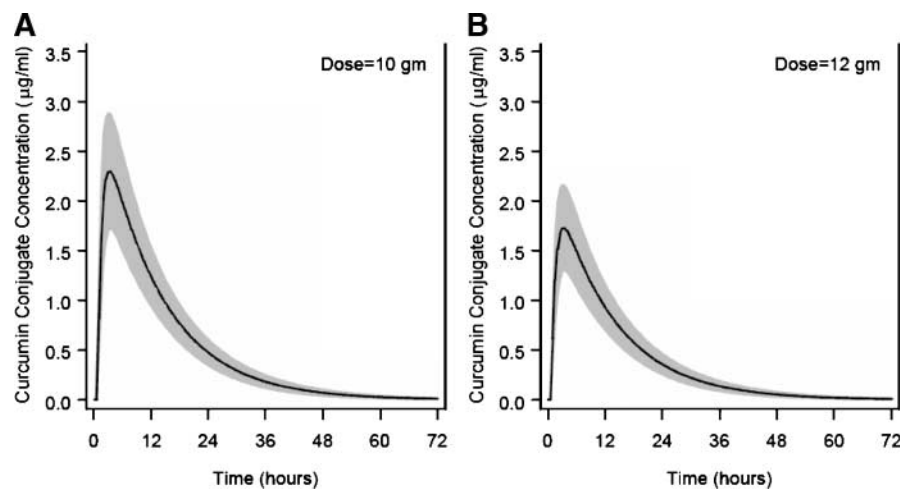 A
Curcumin Conjugate Concentration (µg/ml)
Dose=10 gm
3.5
3.0
2.5
2.0
1.5
1.0
0.5
0.0
0 12 24 36 48 60 72
Time (hours)
B
Curcumin Conjugate Concentration (µg/ml)
Dose=12 gm
3.5
3.0
2.5
2.0
1.5
1.0
0.5
0.0
0 12 24 36 48 60 72
Time (hours)